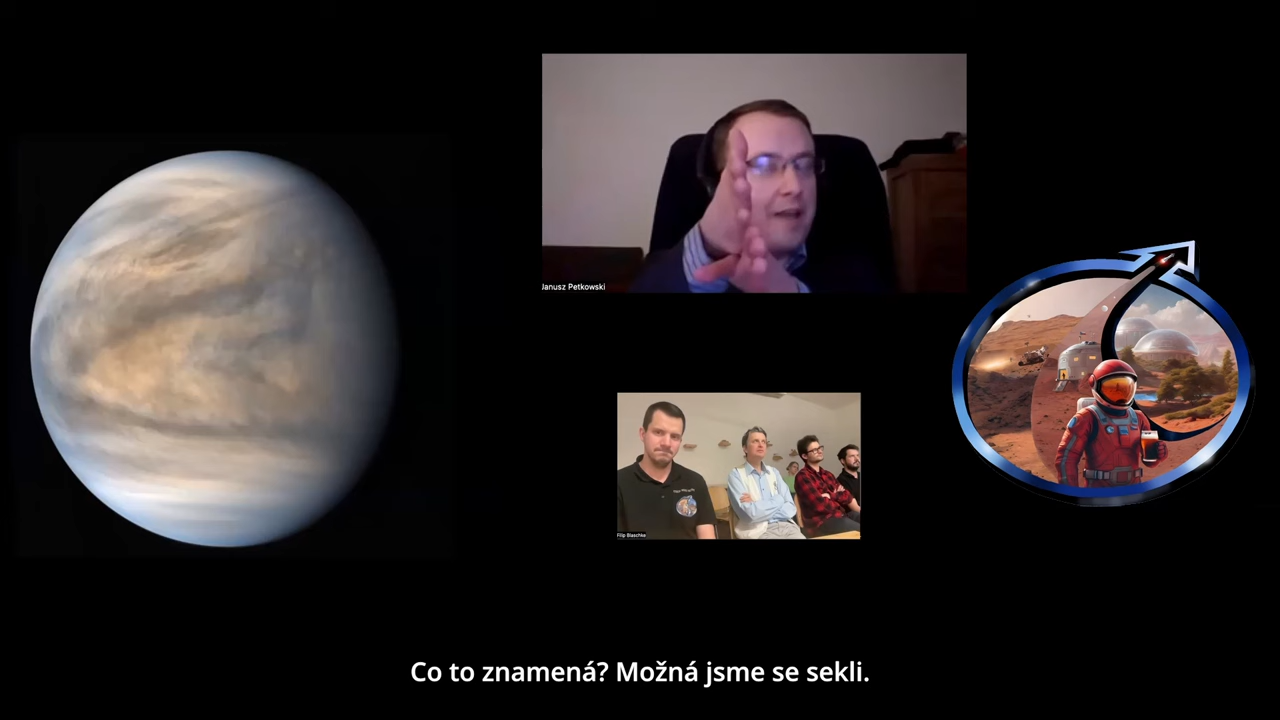 Janusz Petkowski
Filip Blaschke
Co to znamená? Možná jsme se sekli.